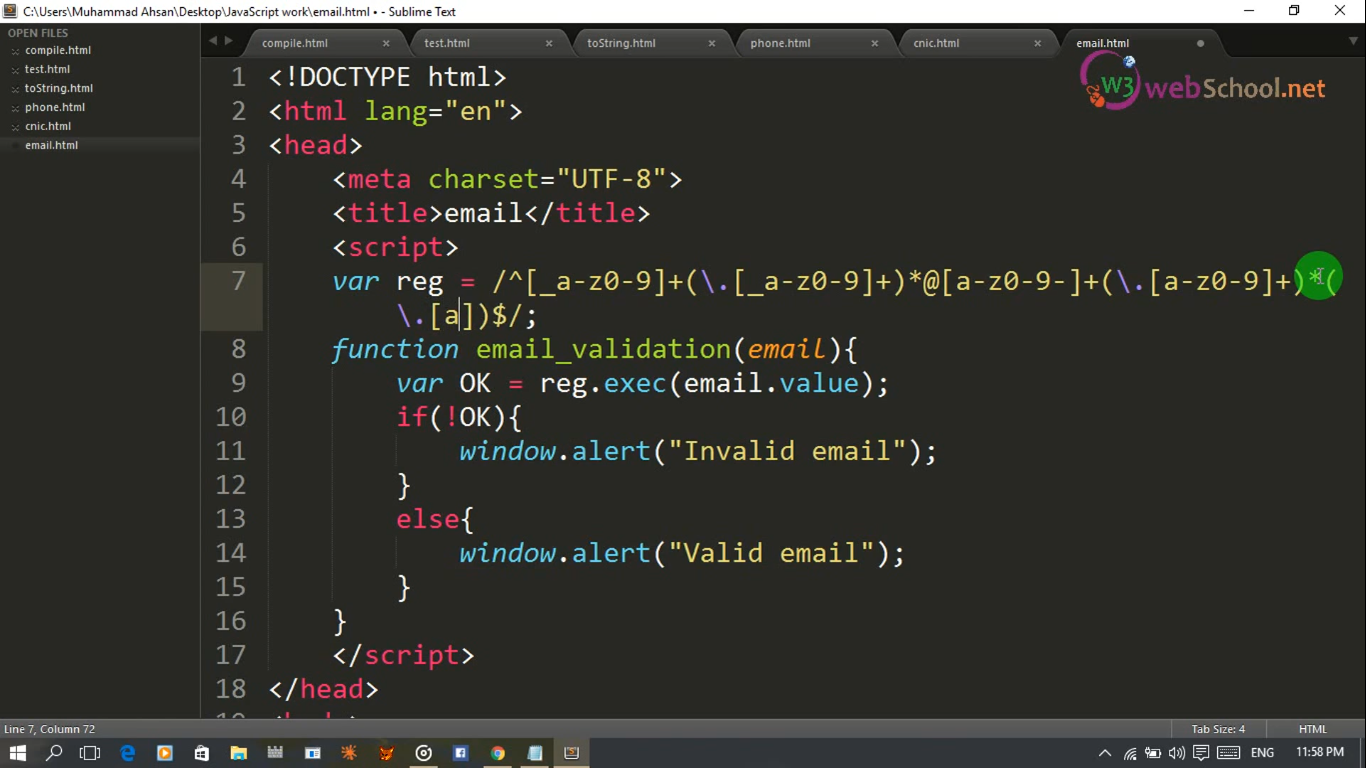 C:\Users\Muhammad Ahsan\Desktop\JavaScript work\email.html • - Sublime Text
OPEN FILES
compile.html
test.html
toString.html
phone.html
cnic.html
email.html
compile.html test.html toString.html phone.html cnic.html email.html
W3 webSchool.net
1 <!DOCTYPE html>
2 <html lang="en">
3 <head>
4 <meta charset="UTF-8">
5 <title>email</title>
6 <script>
7 var reg = /^[_a-z0-9]+(\.[_a-z0-9]+)*@[a-z0-9-]+(\.[a-z0-9]+)*(
\.[a])$/;
8 function email_validation(email){
9 var OK = reg.exec(email.value);
10 if(!OK){
11 window.alert("Invalid email");
12 }
13 else{
14 window.alert("Valid email");
15 }
16 }
17 </script>
18 </head>
Line 7, Column 72 Tab Size: 4 HTML
ENG 11:58 PM